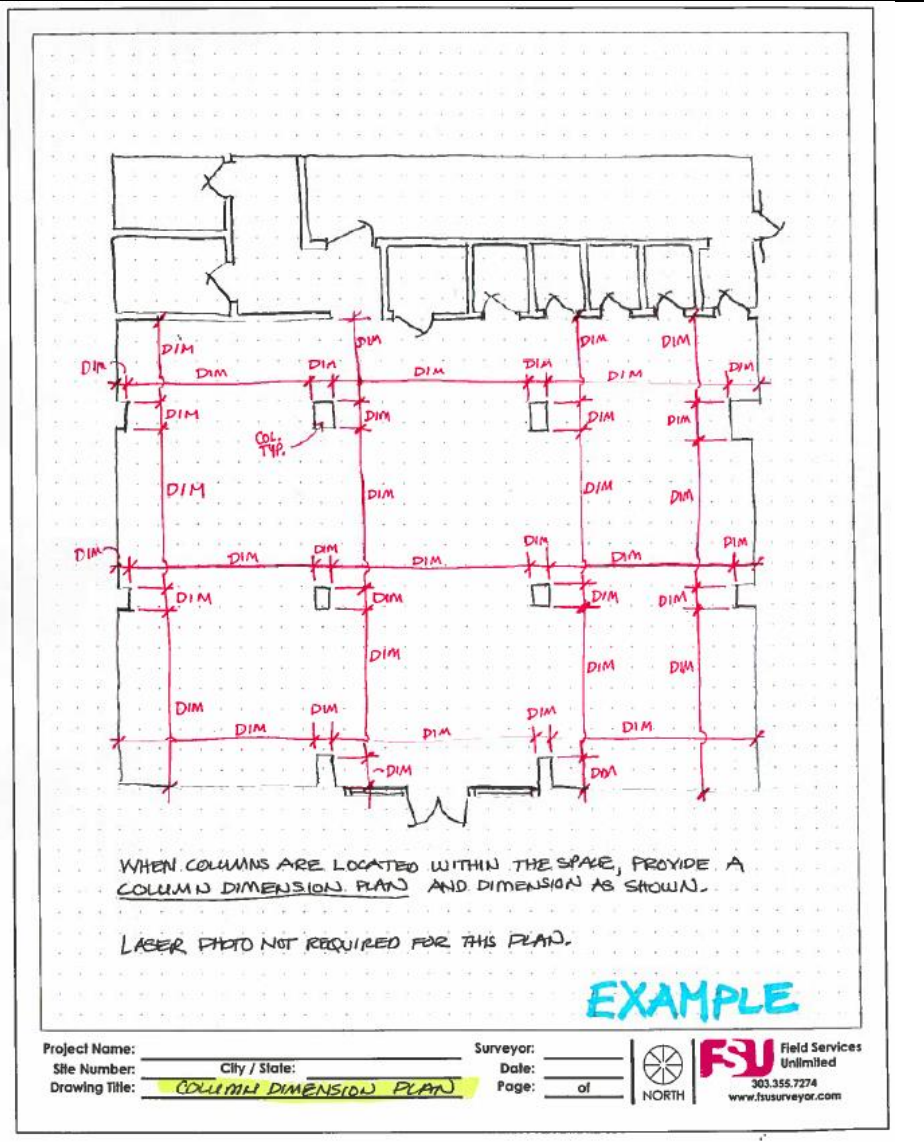 DIM DIM DIM DIM
DIM DIM DIM DIM DIM DIM DIM
DIM DIM DIM DIM
COL.
TYP.
DIM DIM DIM DIM
DIM DIM DIM DIM DIM DIM DIM
DIM DIM DIM DIM
DIM DIM DIM
DIM DIM DIM
DIM DIM DIM
DIM DIM
WHEN COLUMNS ARE LOCATED WITHIN THE SPACE, PROVIDE A
COLUMN DIMENSION PLAN AND DIMENSION AS SHOWN.
LASER PHOTO NOT REQUIRED FOR THIS PLAN.
EXAMPLE
Project Name:
Site Number: City / State:
Drawing Title: COLUMN DIMENSION PLAN
Surveyor:
Date:
Page: of
NORTH
FSU Field Services
Unlimited
303.355.7274
www.fsusurveyor.com